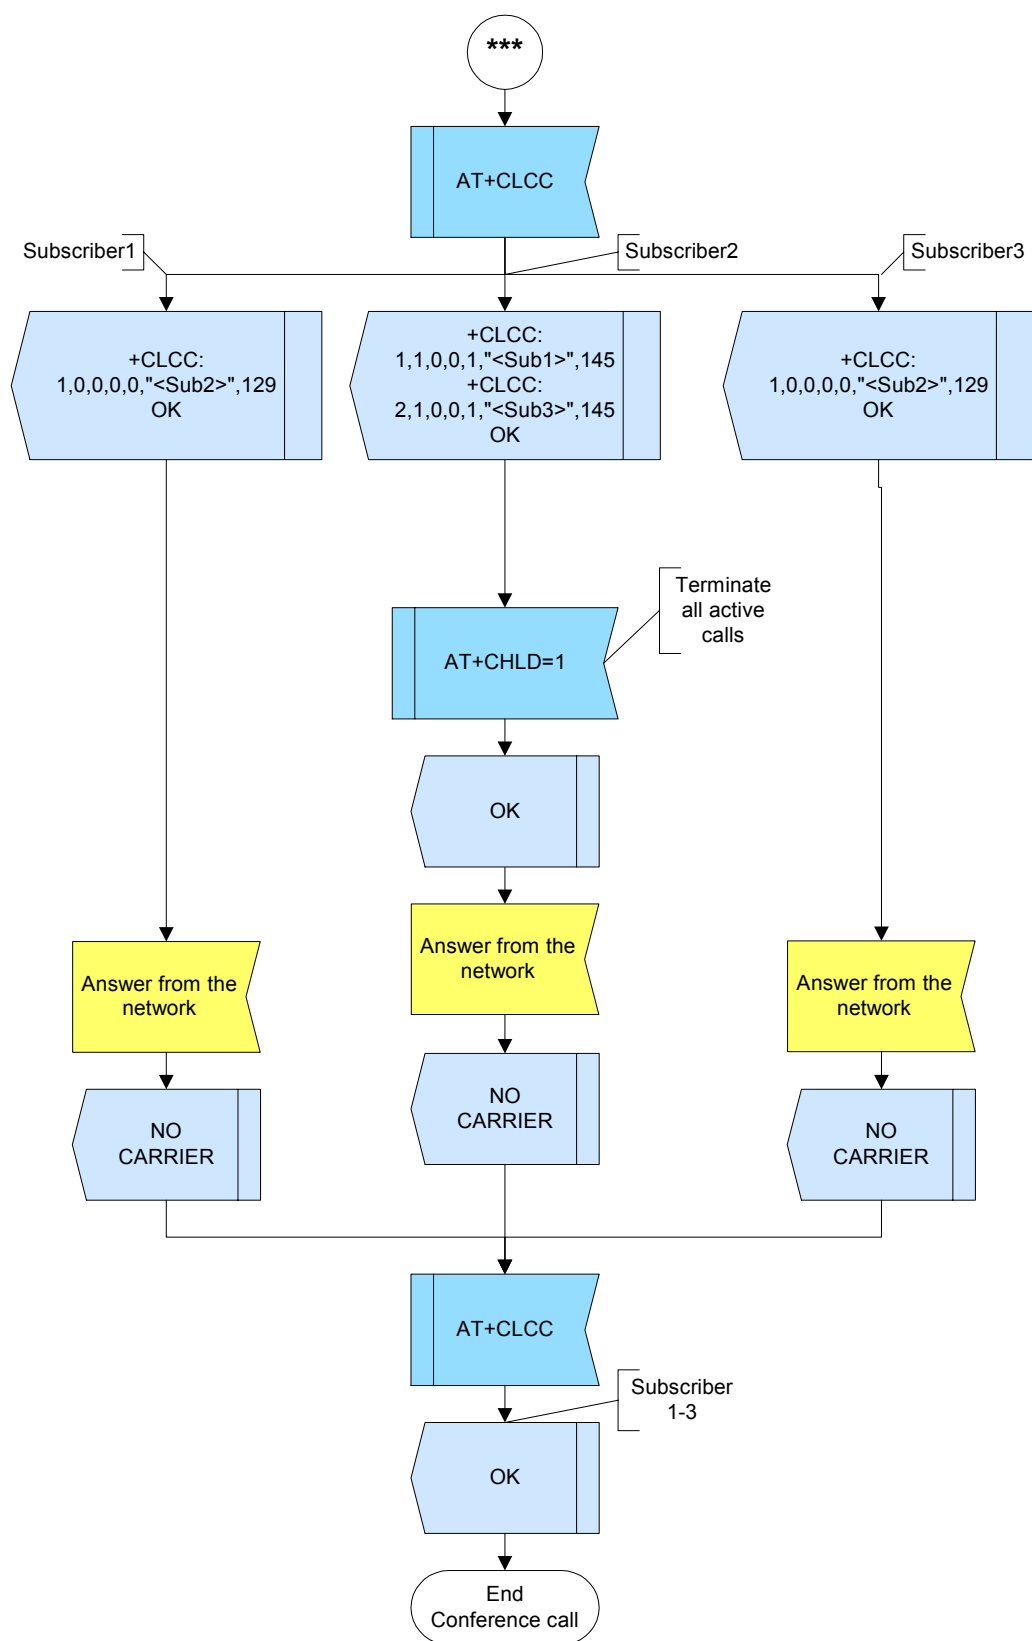 ***
AT+CLCC
Subscriber1
Subscriber2
Subscriber3
+CLCC:
1,0,0,0,0,"<Sub2>",129
OK
+CLCC:
1,1,0,0,1,"<Sub1>",145
+CLCC:
2,1,0,0,1,"<Sub3>",145
OK
+CLCC:
1,0,0,0,0,"<Sub2>",129
OK
Terminate
all active
calls
AT+CHLD=1
OK
Answer from the
network
Answer from the
network
Answer from the
network
NO
CARRIER
NO
CARRIER
NO
CARRIER
AT+CLCC
Subscriber
1-3
OK
End
Conference call